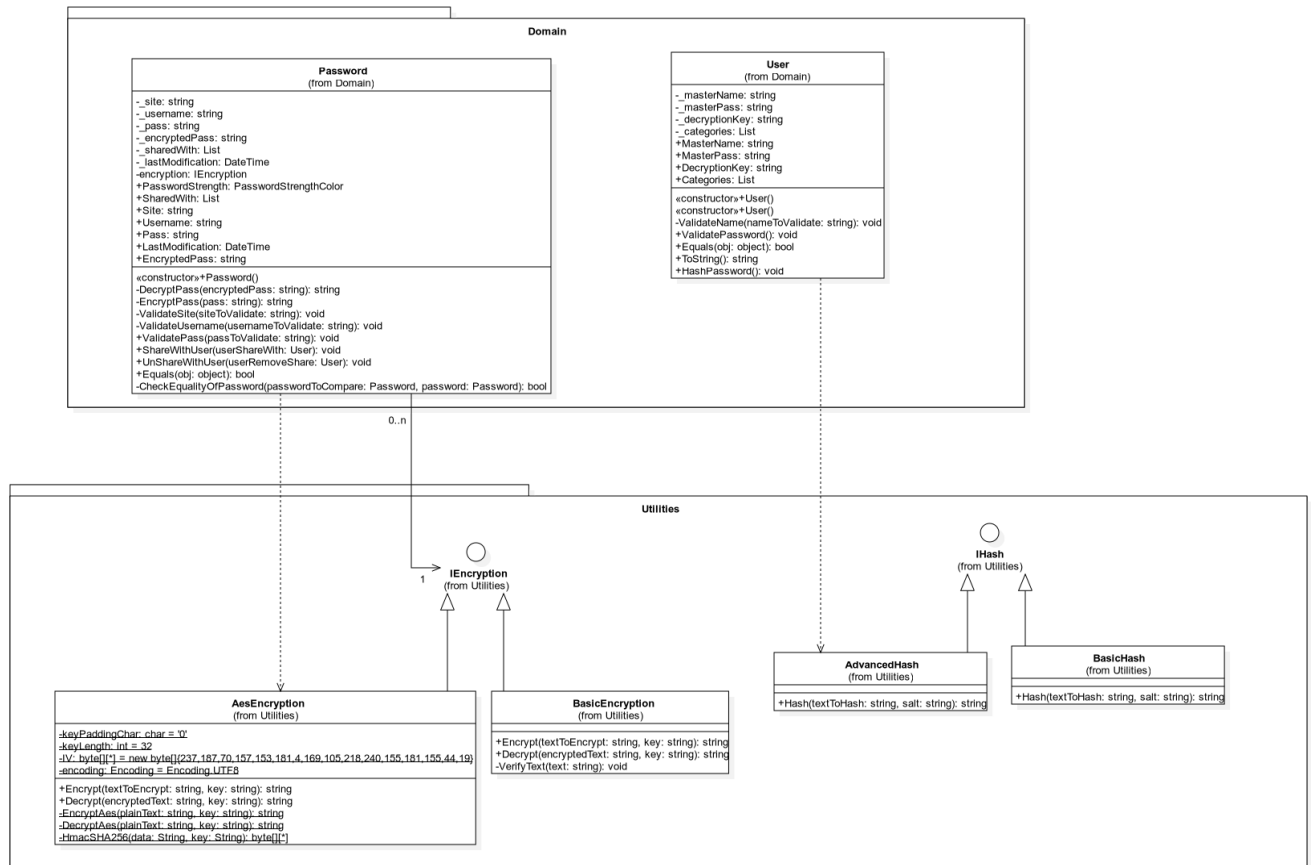 Domain
Password
(from Domain)
-_site: string
-_username: string
-_pass: string
-_encryptedPass: string
-_sharedWith: List
-_lastModification: DateTime
-encryption: IEncryption
+PasswordStrength: PasswordStrengthColor
+SharedWith: List
+Site: string
+Username: string
+Pass: string
+LastModification: DateTime
+EncryptedPass: string
«constructor»+Password()
-DecryptPass(encryptedPass: string): string
-EncryptPass(pass: string): string
-ValidateSite(siteToValidate: string): void
-ValidateUsername(usernameToValidate: string): void
+ValidatePass(passToValidate: string): void
+ShareWithUser(userShareWith: User): void
+UnShareWithUser(userRemoveShare: User): void
+Equals(obj: object): bool
-CheckEqualityOfPassword(passwordToCompare: Password, password: Password): bool
User
(from Domain)
-_masterName: string
-_masterPass: string
-_decryptionKey: string
-_categories: List
+MasterName: string
+MasterPass: string
+DecryptionKey: string
+Categories: List
«constructor»+User()
«constructor»+User()
-ValidateName(nameToValidate: string): void
+ValidatePassword(): void
+Equals(obj: object): bool
+ToString(): string
+HashPassword(): void
0..n
1
Utilities
IEncryption
(from Utilities)
IHash
(from Utilities)
AesEncryption
(from Utilities)
-keyPaddingChar: char = '0'
-keyLength: int = 32
-IV: byte[][*] = new byte[]{237,187,70,157,153,181,4,169,105,218,240,155,181,155,44,19}
-encoding: Encoding = Encoding.UTF8
+Encrypt(textToEncrypt: string, key: string): string
+Decrypt(encryptedText: string, key: string): string
-EncryptAes(plainText: string, key: string): string
-DecryptAes(plainText: string, key: string): string
-HmacSHA256(data: String, key: String): byte[][*]
BasicEncryption
(from Utilities)
+Encrypt(textToEncrypt: string, key: string): string
+Decrypt(encryptedText: string, key: string): string
-VerifyText(text: string): void
AdvancedHash
(from Utilities)
+Hash(textToHash: string, salt: string): string
BasicHash
(from Utilities)
+Hash(textToHash: string, salt: string): string